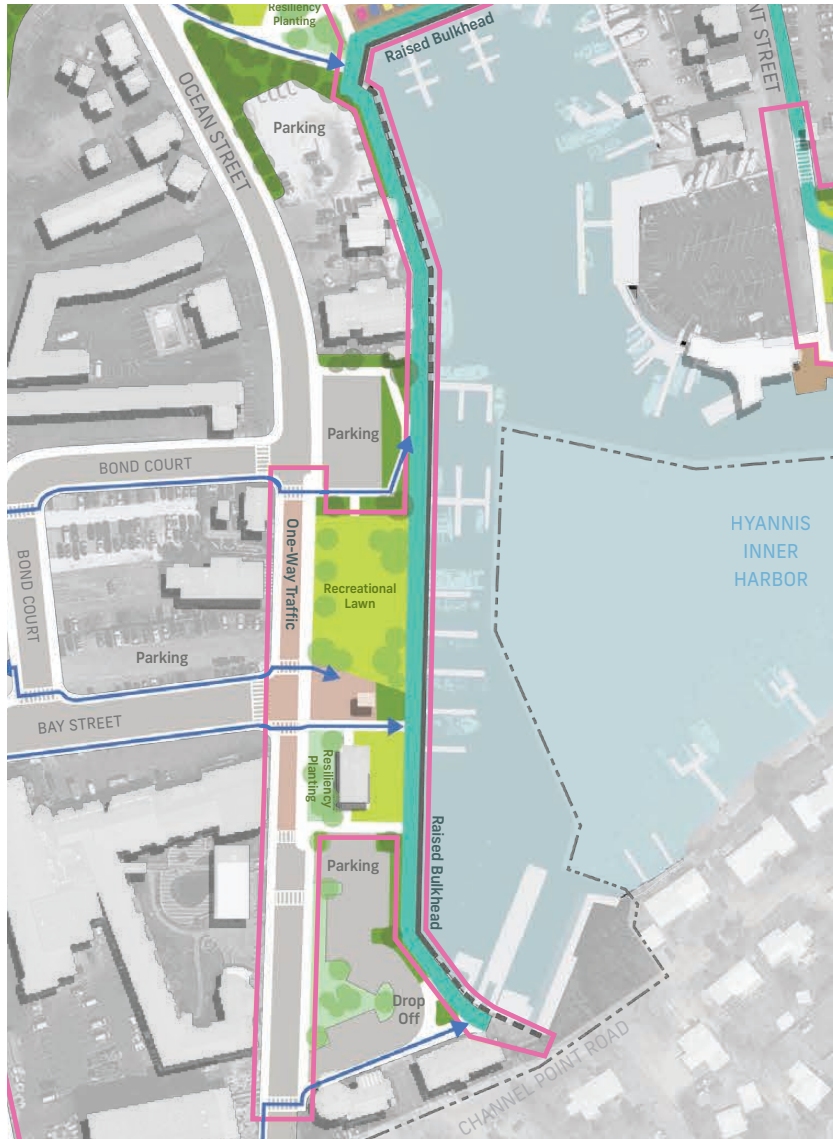 Resiliency
Planting
Raised Bulkhead
NT STREET
OCEAN STREET
Parking
Parking
BOND COURT
HYANNIS
INNER
HARBOR
One-Way Traffic
BOND COURT
Recreational
Lawn
Parking
BAY STREET
Resiliency
Planting
Raised Bulkhead
Parking
Drop
Off
CHANNEL POINT ROAD